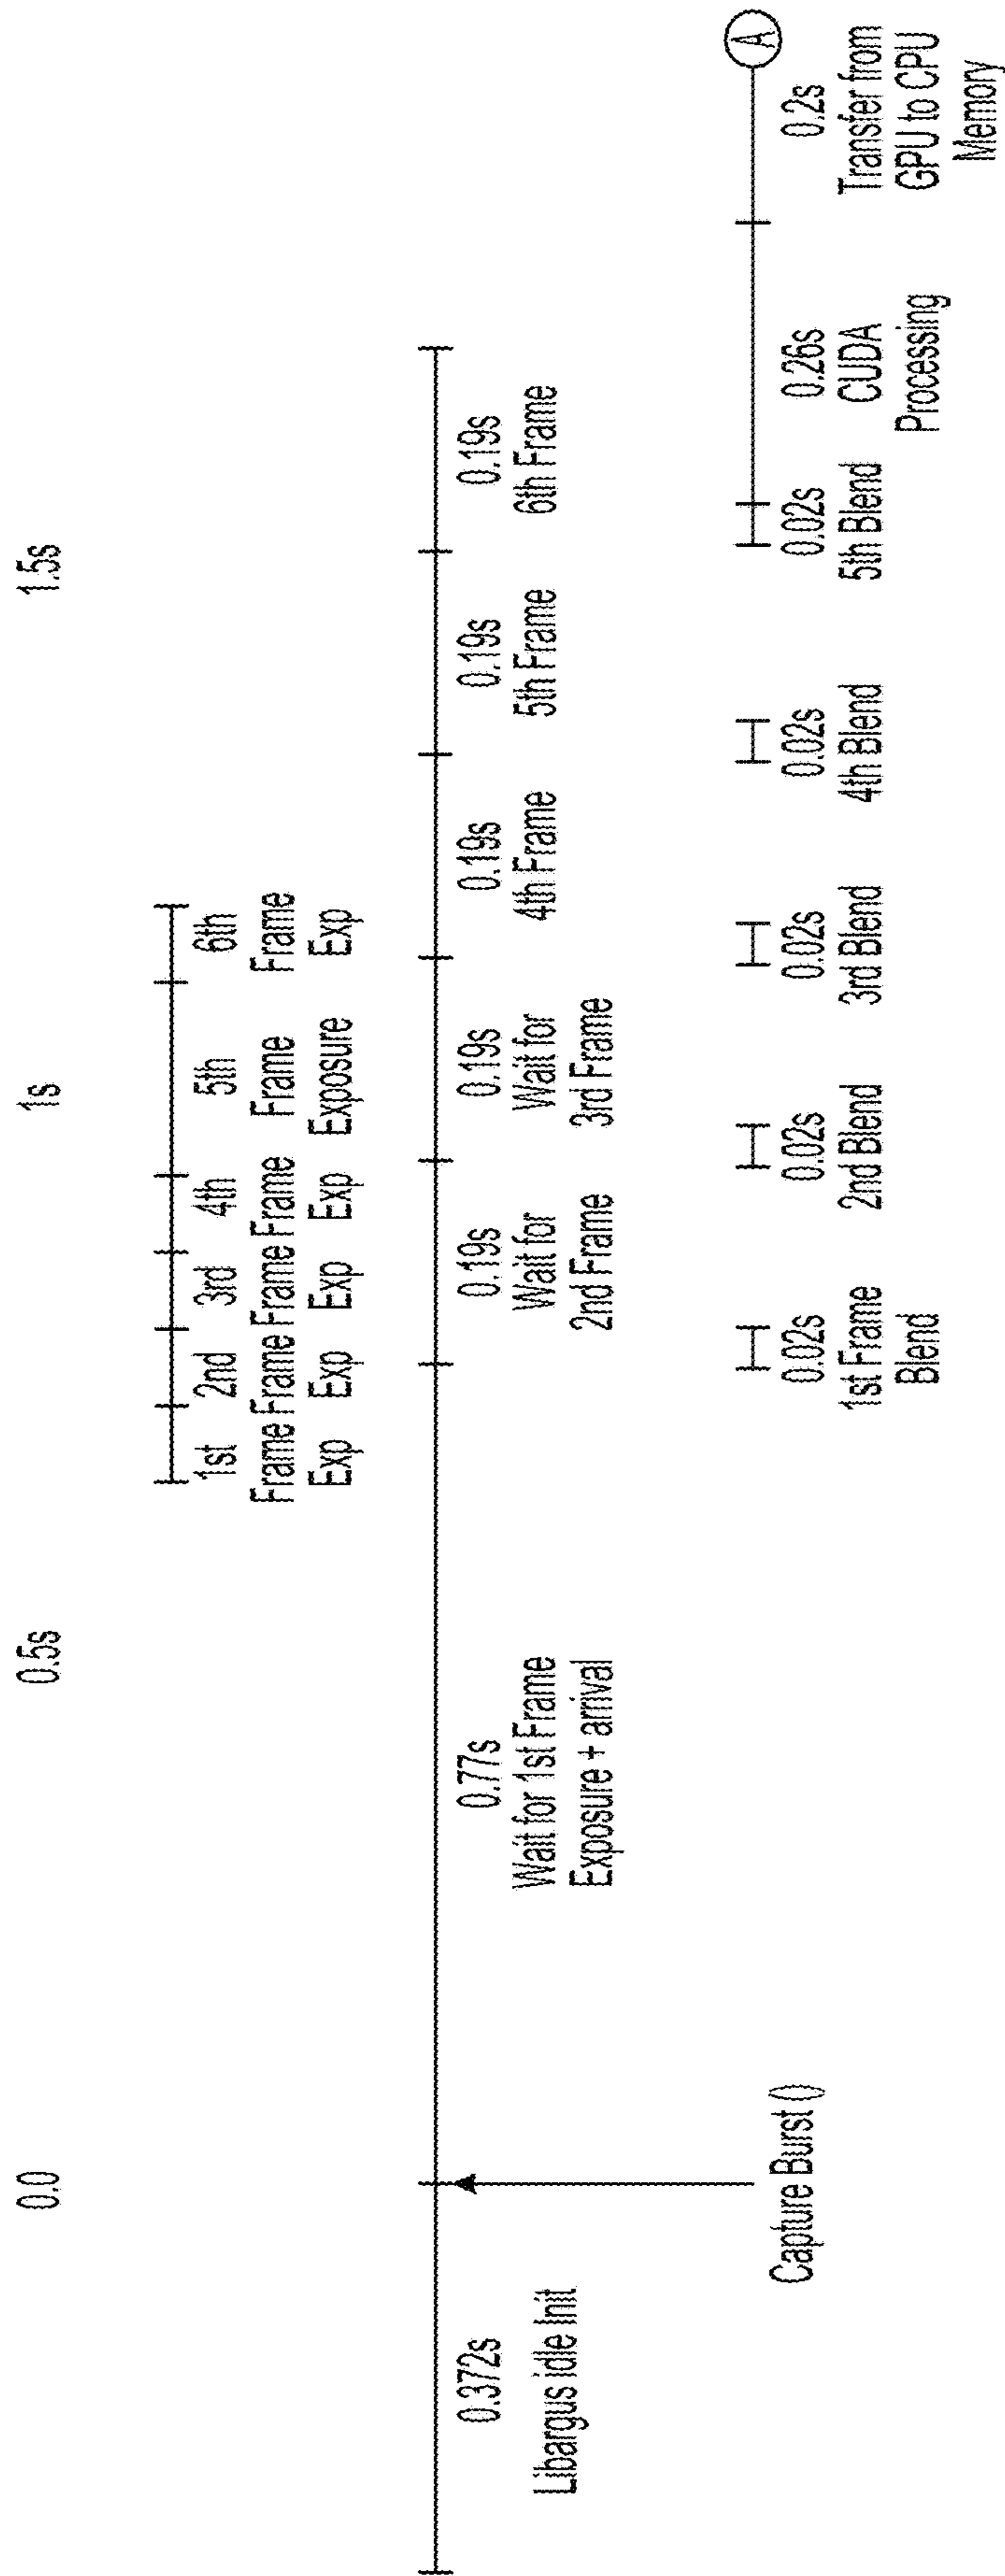 0.0
0.5s
1s
1.5s
1st
Frame
Exp
2nd
Frame
Exp
3rd
Frame
Exp
4th
Frame
Exp
5th
Frame
Exposure
6th
Frame
Exp
0.372s
Libargus idle Init
0.77s
Wait for 1st Frame
Exposure + arrival
0.19s
Wait for
2nd Frame
0.19s
Wait for
3rd Frame
0.19s
4th Frame
0.19s
5th Frame
0.19s
6th Frame
Capture Burst ()
0.02s
1st Frame
Blend
0.02s
2nd Blend
0.02s
3rd Blend
0.02s
4th Blend
0.02s
5th Blend
0.26s
CUDA
Processing
0.2s
Transfer from
GPU to CPU
Memory
A